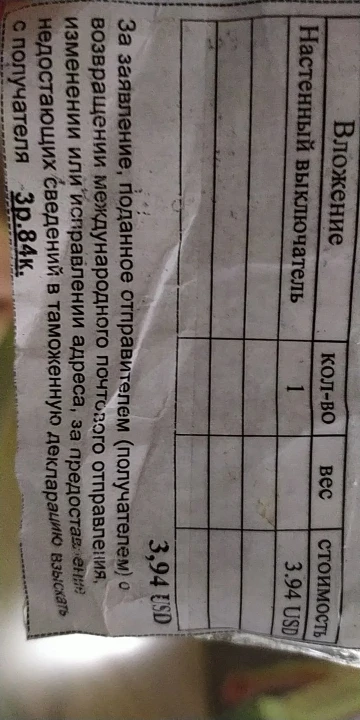 Вложение кол-во вес стоимость
Настенный выключатель 1 3.94 USD
3,94 USD
За заявление, поданное отправителем (получателем) о
возвращении международного почтового отправления,
изменении или исправлении адреса, за предоставление
недостающих сведений в таможенную декларацию взыскать
с получателя 3р.84к.